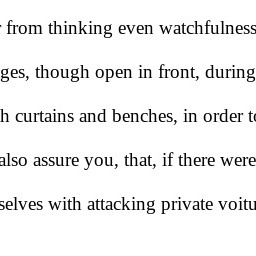 from thinking even watchfulness
ges, though open in front, during
h curtains and benches, in order to
also assure you, that, if there were
selves with attacking private voitu